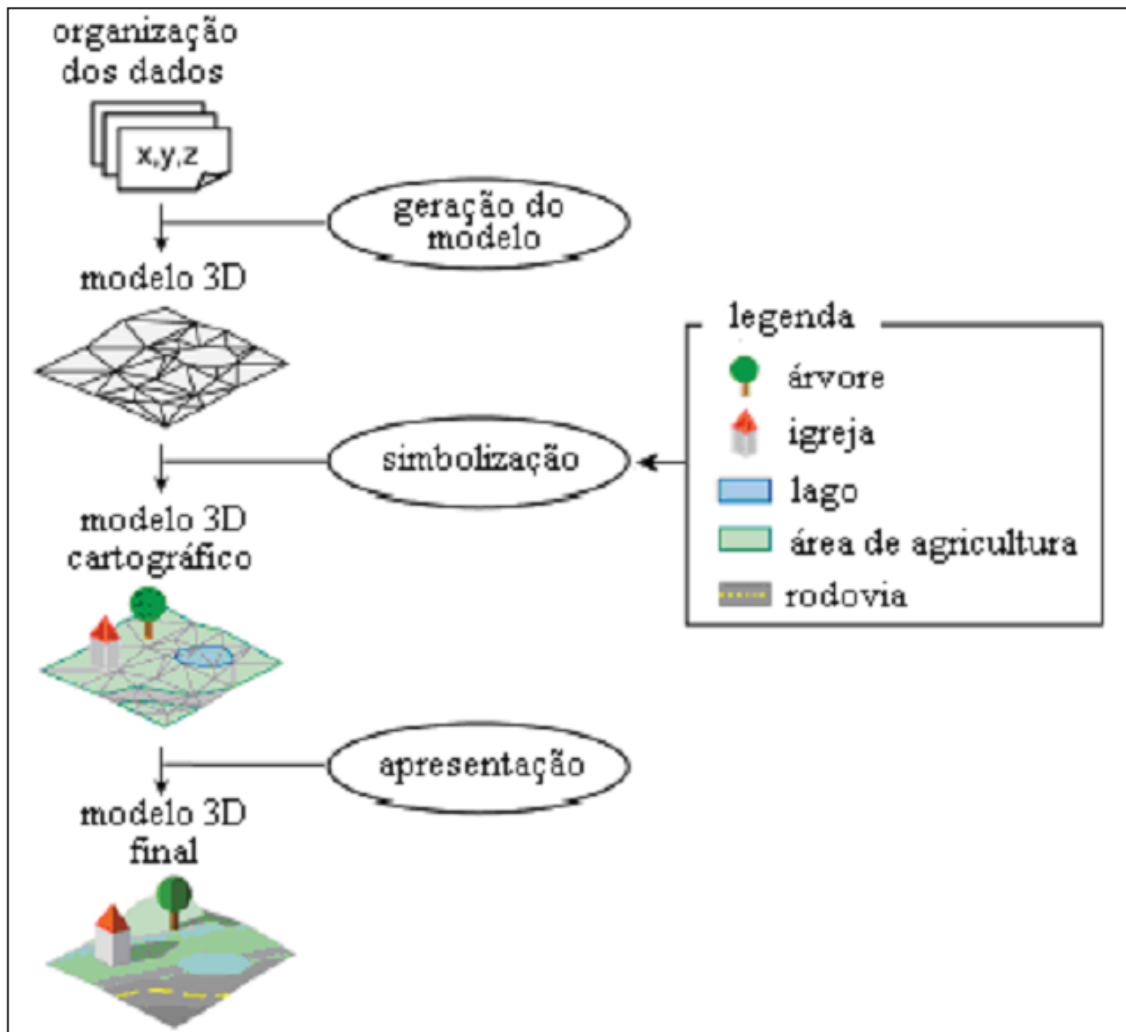 organização
dos dados
x,y,z
geração do
modelo
modelo 3D
legenda
árvore
igreja
simbolização
lago
modelo 3D
cartográfico
área de agricultura
rodovia
apresentação
modelo 3D
final